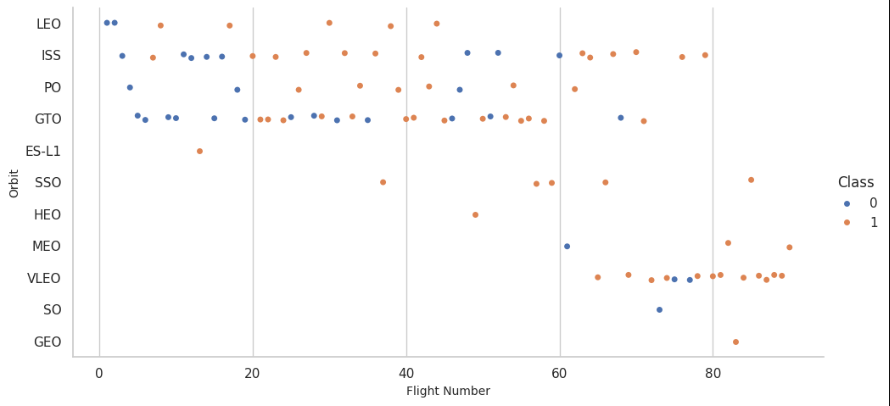 LEO
ISS
PO
GTO
ES-L1
SSO
HEO
MEO
VLEO
SO
GEO
Orbit
0 20 40 60 80
Flight Number
Class
0
1